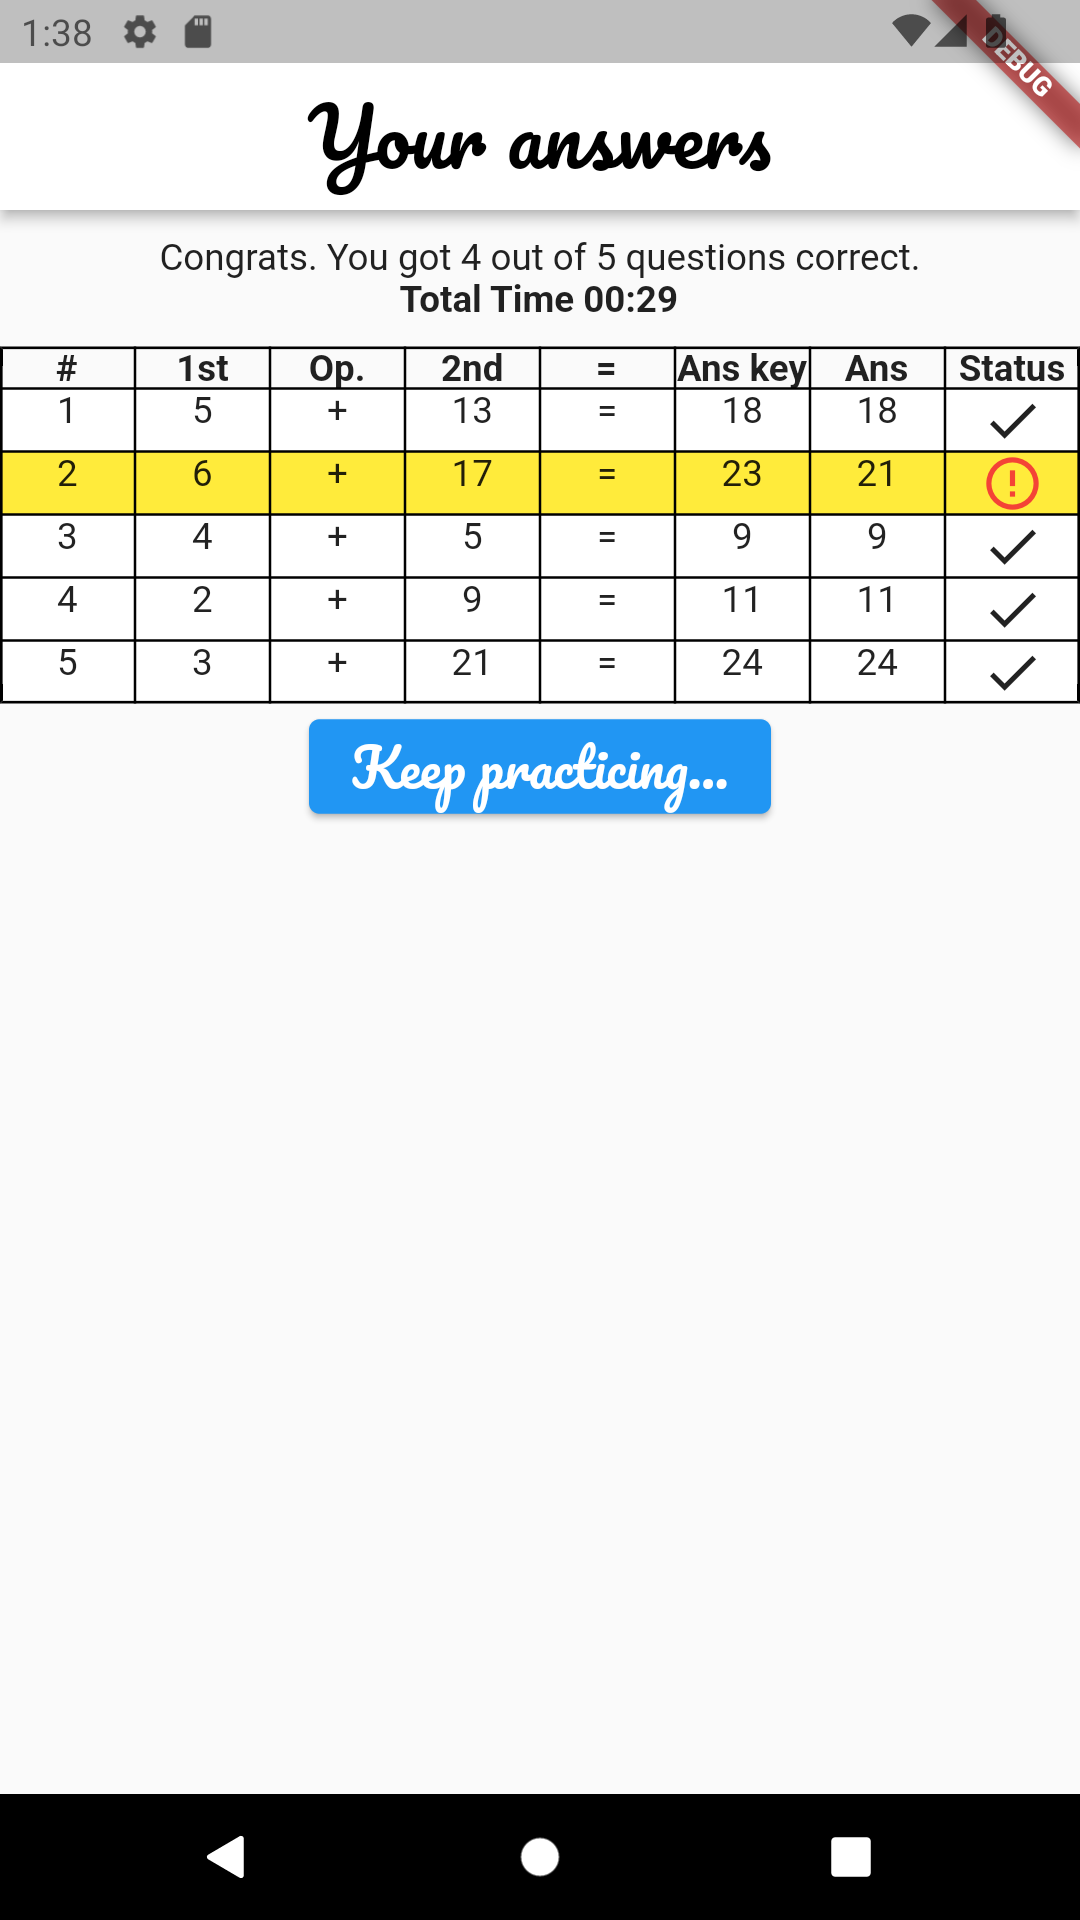 1:38
DEBUG
Your answers
Congrats. You got 4 out of 5 questions correct.
Total Time 00:29
# 1st Op. 2nd = Ans key Ans Status
1 5 + 13 = 18 18
2 6 + 17 = 23 21
3 4 + 5 = 9 9
4 2 + 9 = 11 11
5 3 + 21 = 24 24
Keep practicing...